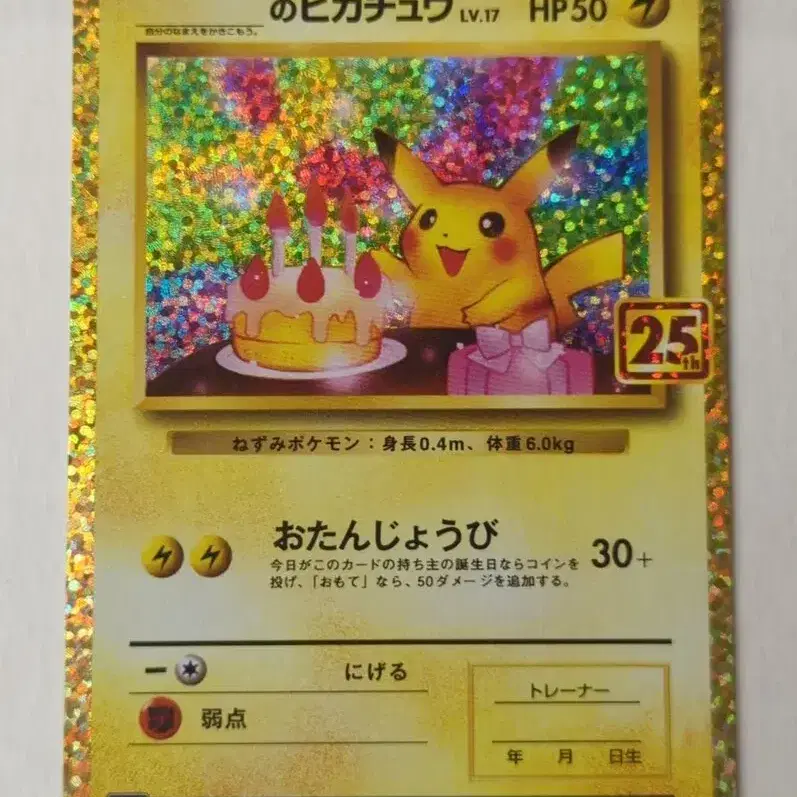 のピカチュウ LV.17 HP50
自分のなまえをかきこもう。
25th
ねずみポケモン：身長0.4m、体重6.0kg
おたんじょうび
今日がこのカードの持ち主の誕生日ならコインを
投げ、「おもて」なら、50ダメージを追加する。
30+
にげる
弱点
トレーナー
年 月 日生